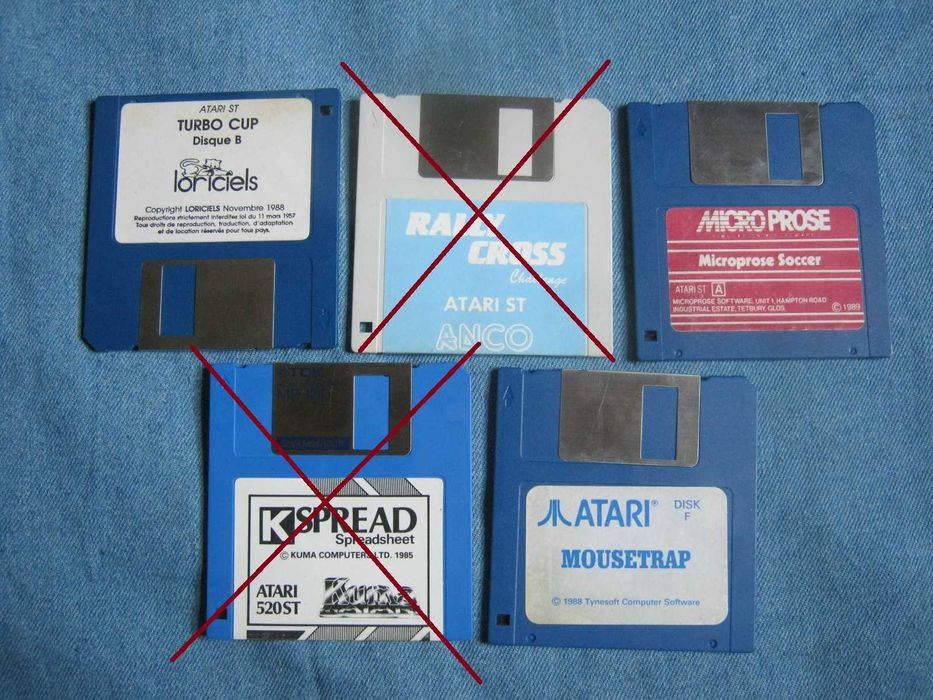 ATARI ST
TURBO CUP
Disque B
loriciels
Copyright LORICIELS Novembre 1988
Reproductions strictement interdites loi du 11 mars 1957
Tous droits de reproduction, traduction, d'adaptation
et de location réservés pour tous pays.
RALLY
CROSS
Challenge
ATARI ST
ANCO
MICROPROSE
Microprose Soccer
ATARI ST A
MICROPROSE SOFTWARE, UNIT 1, HAMPTON ROAD
INDUSTRIAL ESTATE, TETBURY, GLOS. © 1989
TDK
K SPREAD
Spreadsheet
© KUMA COMPUTERS LTD. 1985
ATARI
520ST
Kuma
ATARI® DISK
F
MOUSETRAP
© 1988 Tynesoft Computer Software